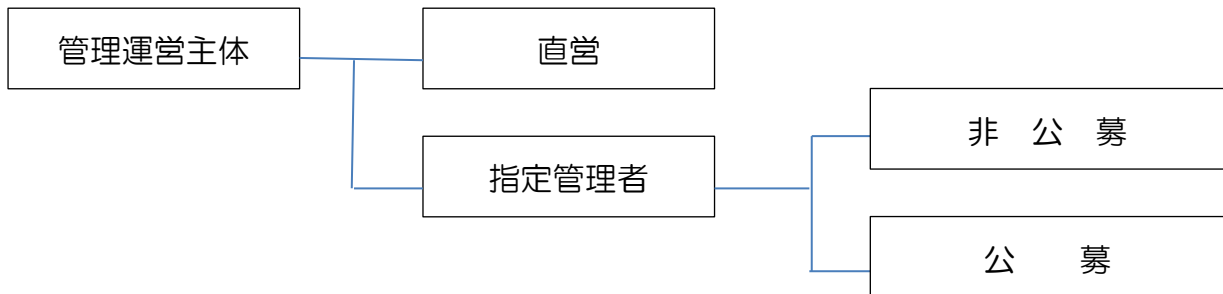 管理運営主体
直営
指定管理者
非　公　募
公　　募